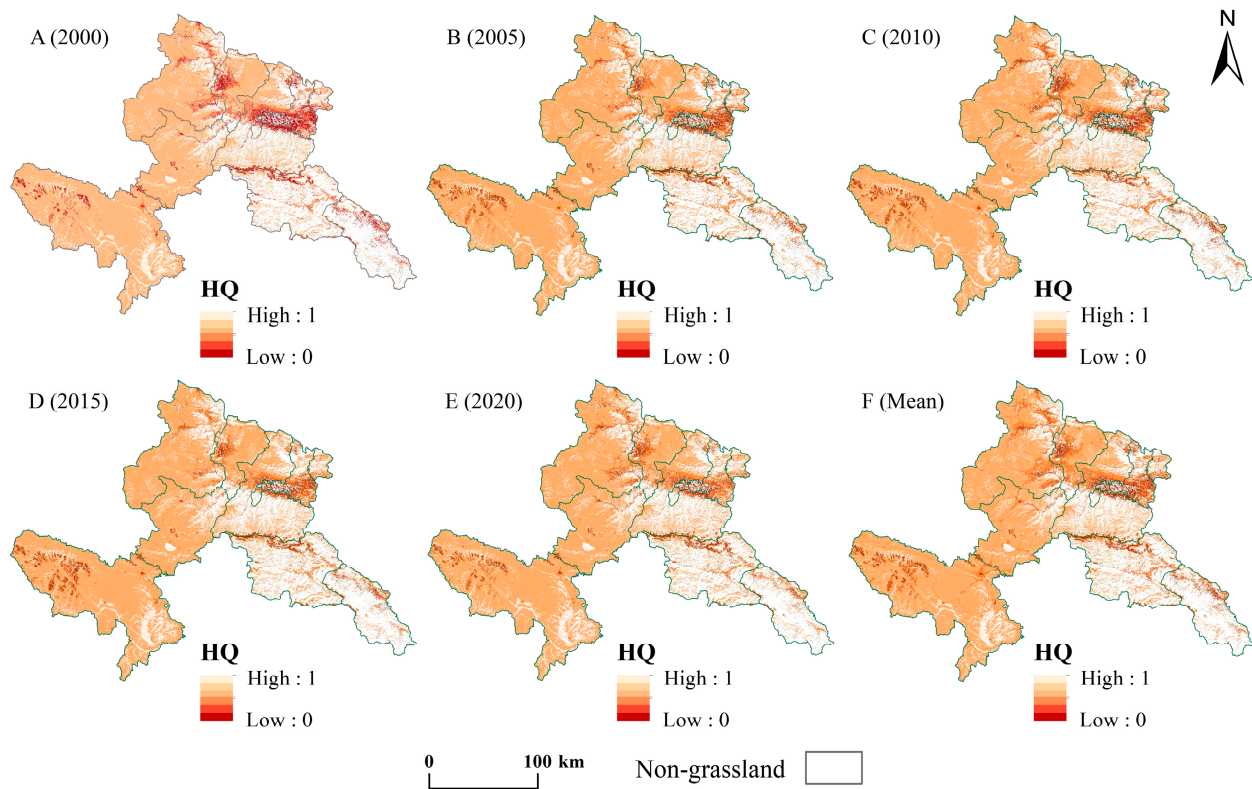 A (2000)
B (2005)
C (2010)
N
HQ
High : 1
Low : 0
HQ
High : 1
Low : 0
HQ
High : 1
Low : 0
D (2015)
E (2020)
F (Mean)
HQ
High : 1
Low : 0
HQ
High : 1
Low : 0
HQ
High : 1
Low : 0
0 100 km
Non-grassland